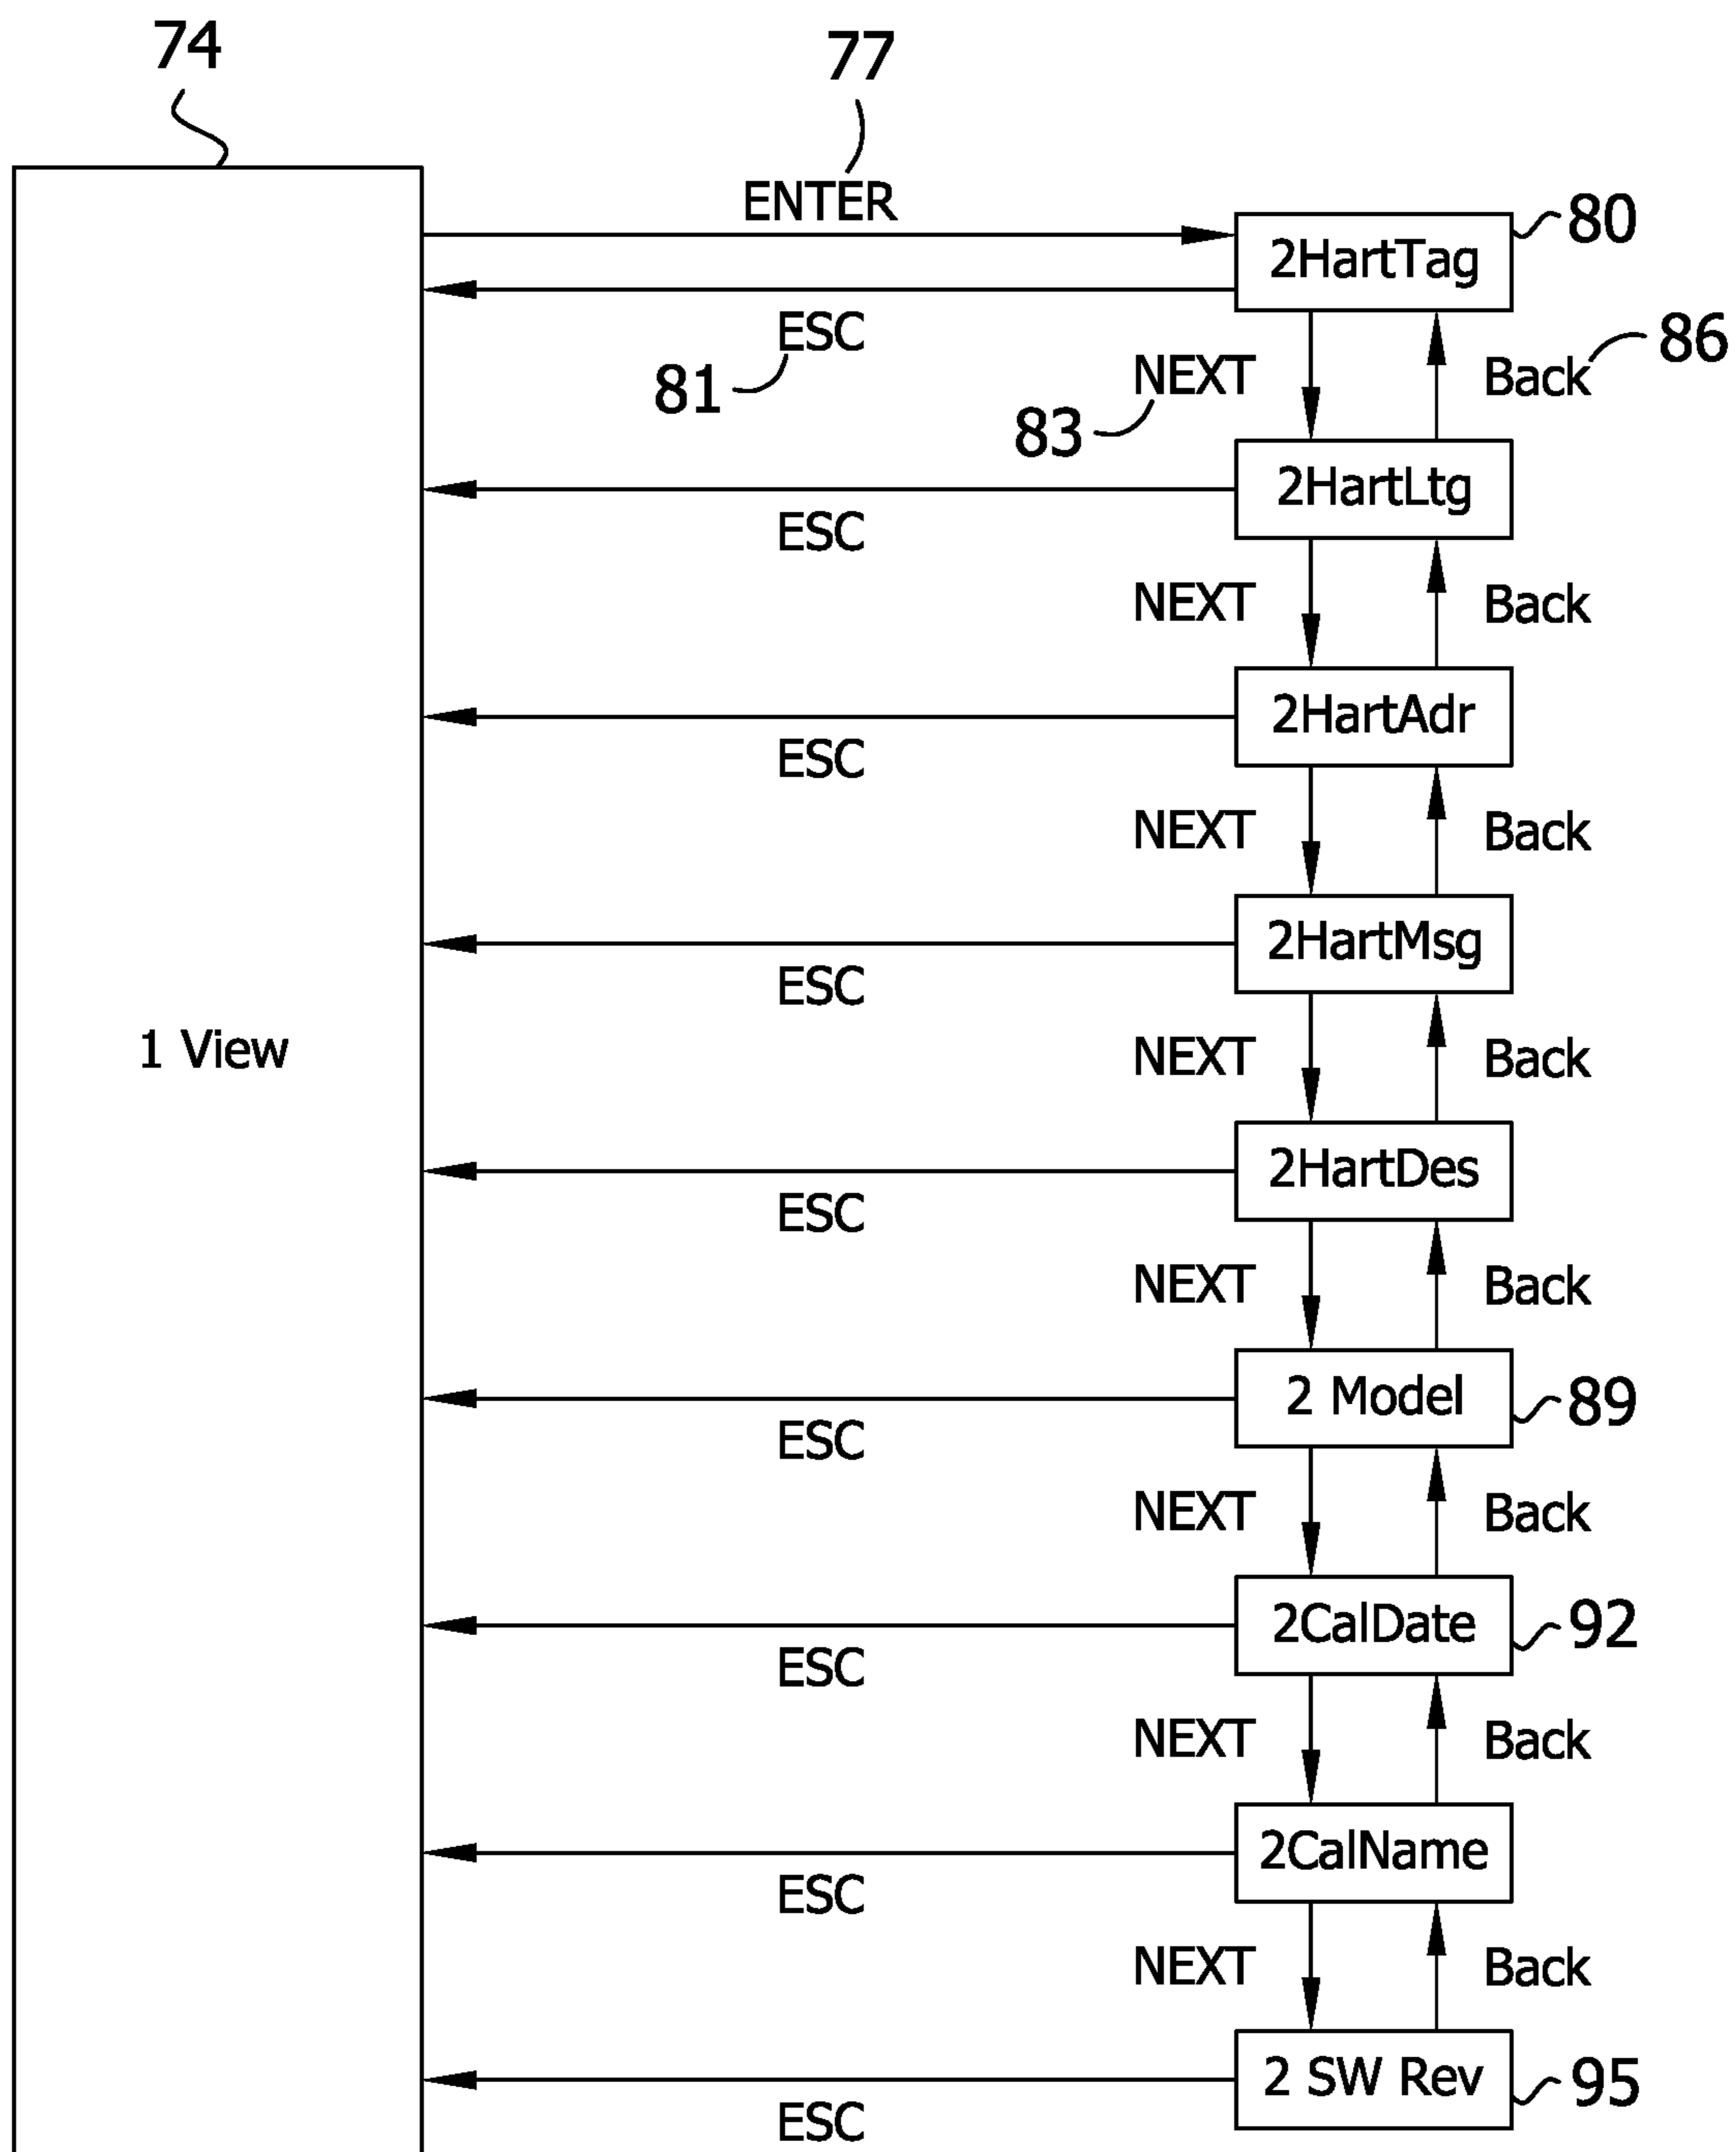 74
77
ENTER
2HartTag
80
ESC
81
NEXT
83
Back
86
2HartLtg
ESC
NEXT
Back
2HartAdr
ESC
NEXT
Back
2HartMsg
ESC
1 View
NEXT
Back
2HartDes
ESC
NEXT
Back
2 Model
89
ESC
NEXT
Back
2CalDate
92
ESC
NEXT
Back
2CalName
ESC
NEXT
Back
2 SW Rev
95
ESC